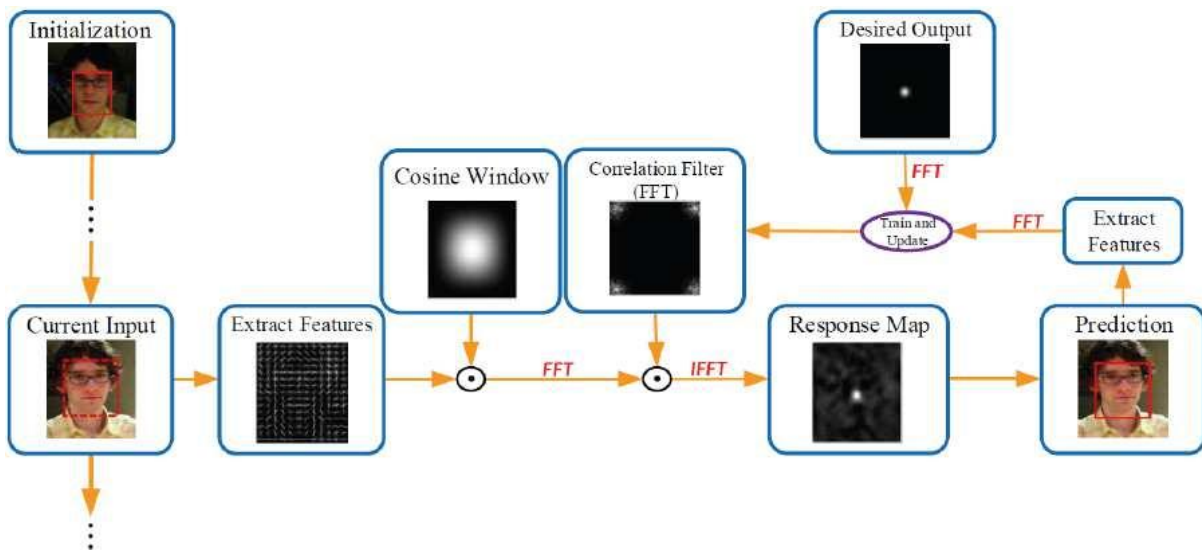 Initialization
Desired Output
Cosine Window
Correlation Filter
(FFT)
FFT
Train and
Update
FFT
Extract
Features
Current Input
Extract Features
FFT
IFFT
Response Map
Prediction